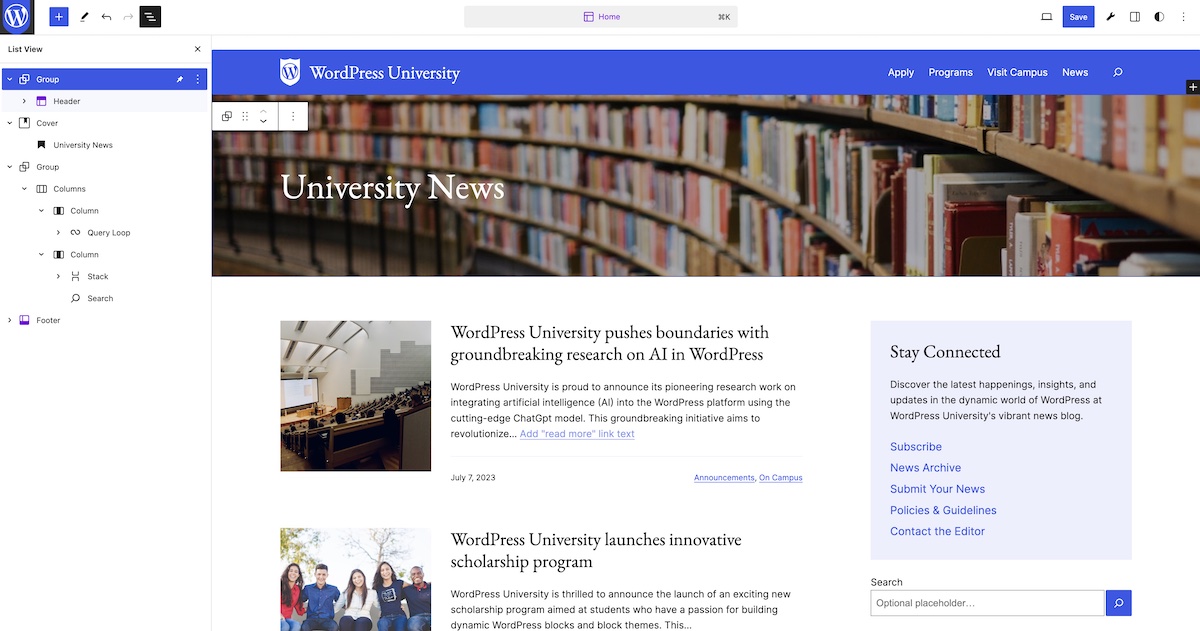 Home
⌘K
Save
List View
Group
Header
Cover
University News
Group
Columns
Column
Query Loop
Column
Stack
Search
Footer
WordPress University
Apply
Programs
Visit Campus
News
University News
WordPress University pushes boundaries with
groundbreaking research on AI in WordPress
WordPress University is proud to announce its pioneering research work on
integrating artificial intelligence (AI) into the WordPress platform using the
cutting-edge ChatGpt model. This groundbreaking initiative aims to
revolutionize... Add "read more" link text
July 7, 2023
Announcements, On Campus
WordPress University launches innovative
scholarship program
WordPress University is thrilled to announce the launch of an exciting new
scholarship program aimed at students who have a passion for building
dynamic WordPress blocks and block themes. This...
Stay Connected
Discover the latest happenings, insights, and
updates in the dynamic world of WordPress at
WordPress University's vibrant news blog.
Subscribe
News Archive
Submit Your News
Policies & Guidelines
Contact the Editor
Search
Optional placeholder...